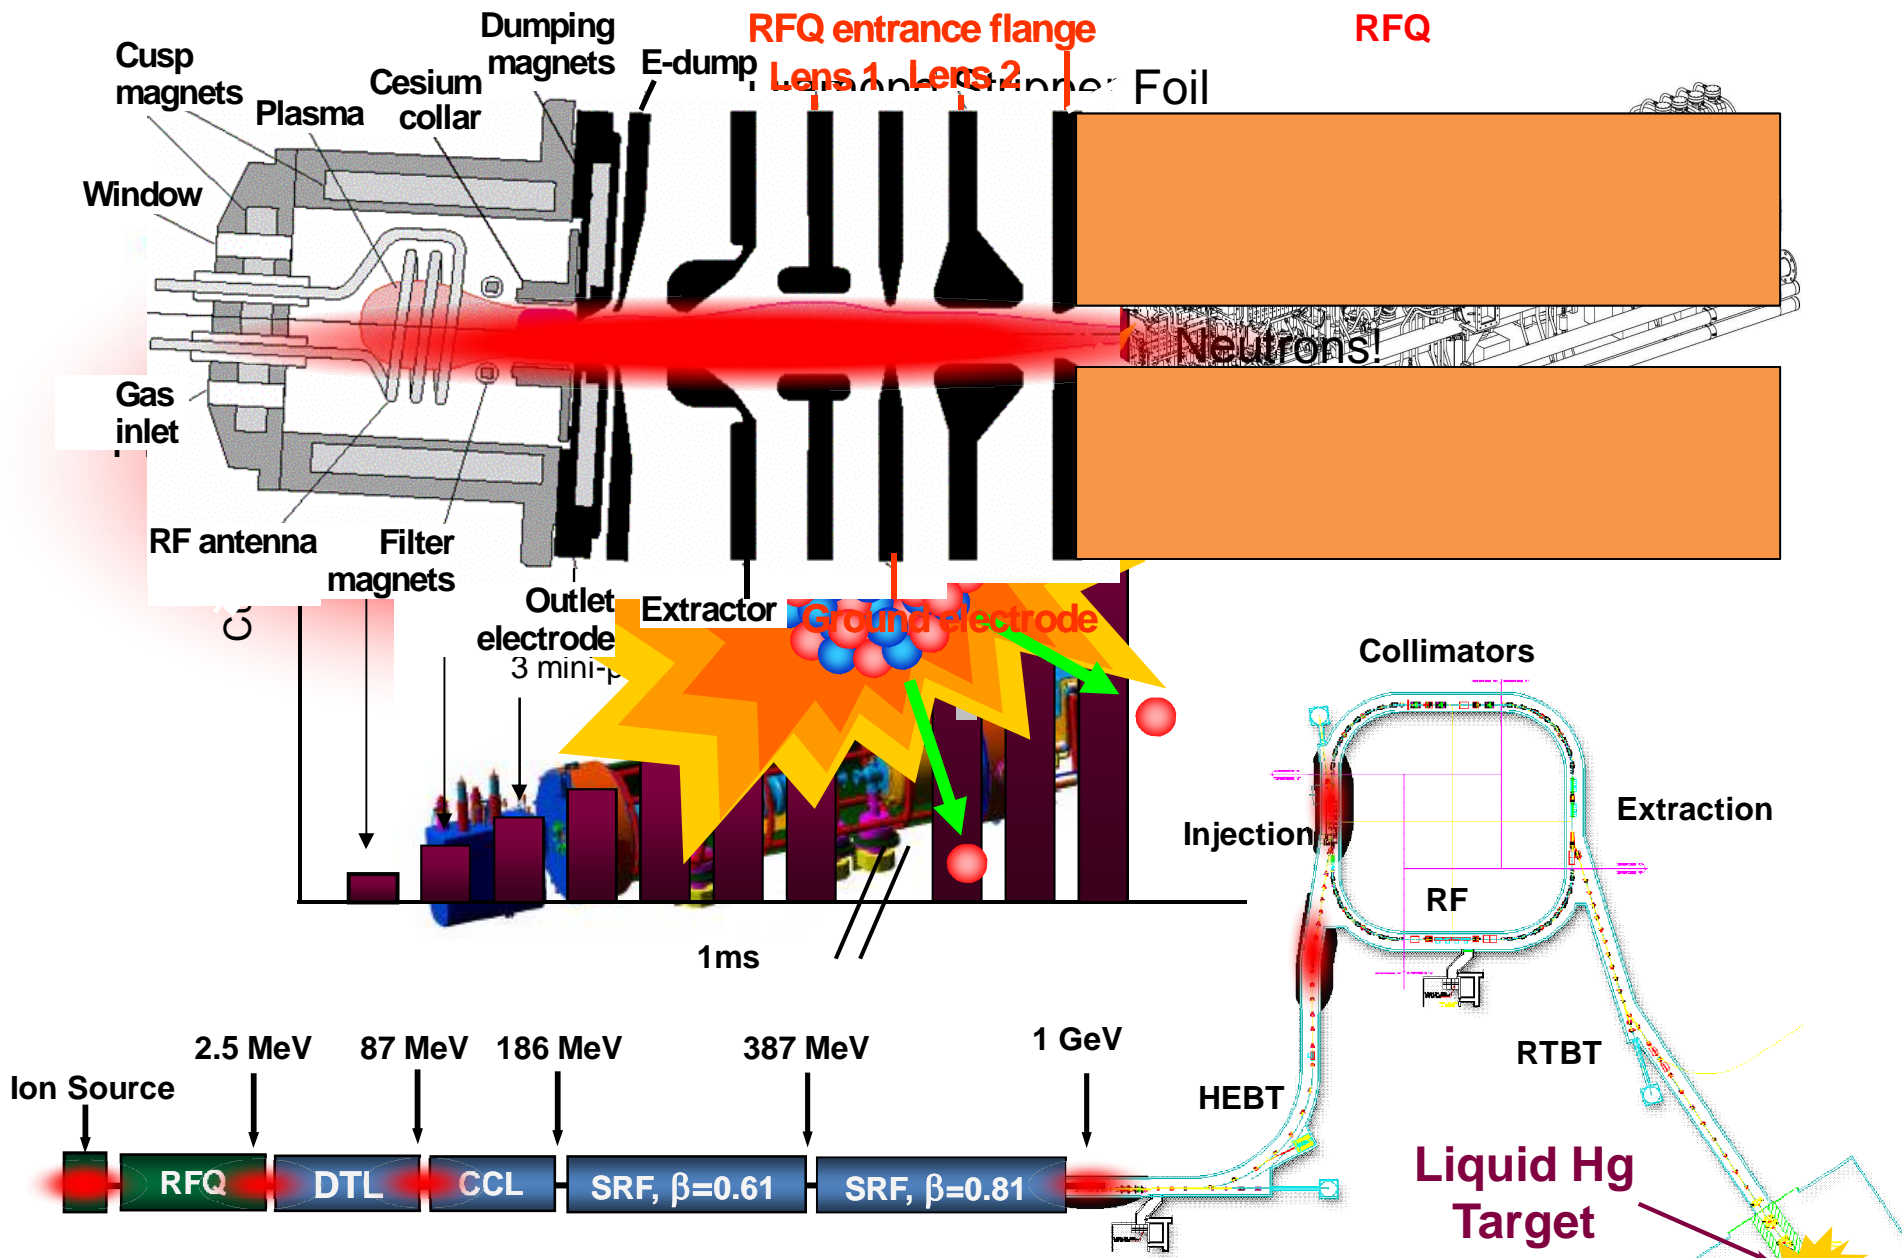 Dumping
magnets
RFQ entrance flange
RFQ
Cusp
magnets
E-dump
Lens 1
Lens 2
Cesium
collar
Stripper Foil
Plasma
Window
Neutrons!
Gas
inlet
RF antenna
Filter
magnets
Outlet
electrode
Extractor
Ground electrode
3 mini-p
Collimators
Injection
Extraction
RF
1ms
2.5 MeV
87 MeV
186 MeV
387 MeV
1 GeV
RTBT
Ion Source
HEBT
RFQ
DTL
CCL
SRF, β=0.61
SRF, β=0.81
Liquid Hg
Target